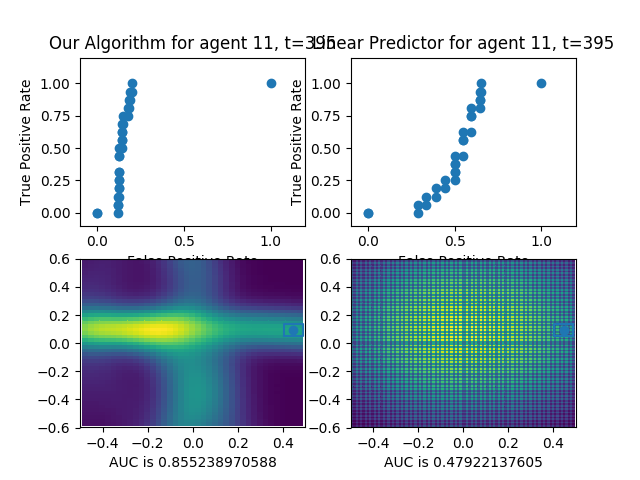 Our Algorithm for agent 11, t=395
Linear Predictor for agent 11, t=395
True Positive Rate
1.00
0.75
0.50
0.25
0.00
0.0 0.5 1.0
False Positive Rate
True Positive Rate
1.00
0.75
0.50
0.25
0.00
0.0 0.5 1.0
False Positive Rate
0.6
0.4
0.2
0.0
−0.2
−0.4
−0.6
−0.4 −0.2 0.0 0.2 0.4
AUC is 0.855238970588
0.6
0.4
0.2
0.0
−0.2
−0.4
−0.6
−0.4 −0.2 0.0 0.2 0.4
AUC is 0.47922137605